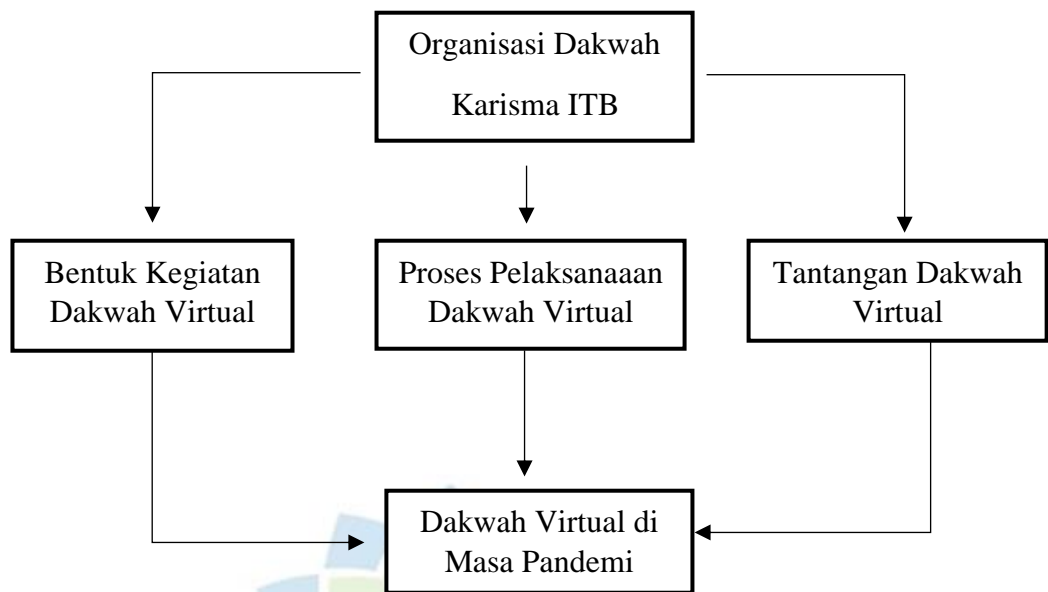 Organisasi Dakwah
Karisma ITB
Bentuk Kegiatan
Dakwah Virtual
Proses Pelaksanaaan
Dakwah Virtual
Tantangan Dakwah
Virtual
Dakwah Virtual di
Masa Pandemi